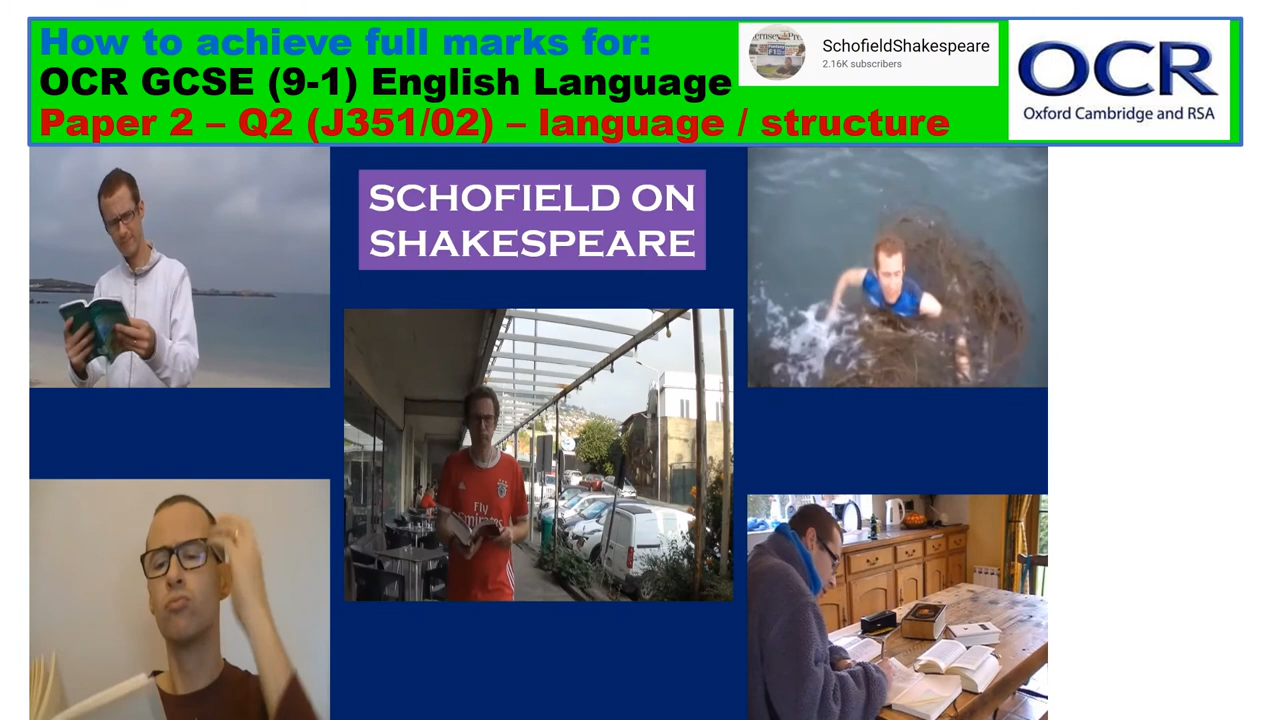 How to achieve full marks for:
OCR GCSE (9-1) English Language
Paper 2 – Q2 (J351/02) – language / structure
SchofieldShakespeare
2.16K subscribers
OCR
Oxford Cambridge and RSA
SCHOFIELD ON
SHAKESPEARE
Fly
Emirates